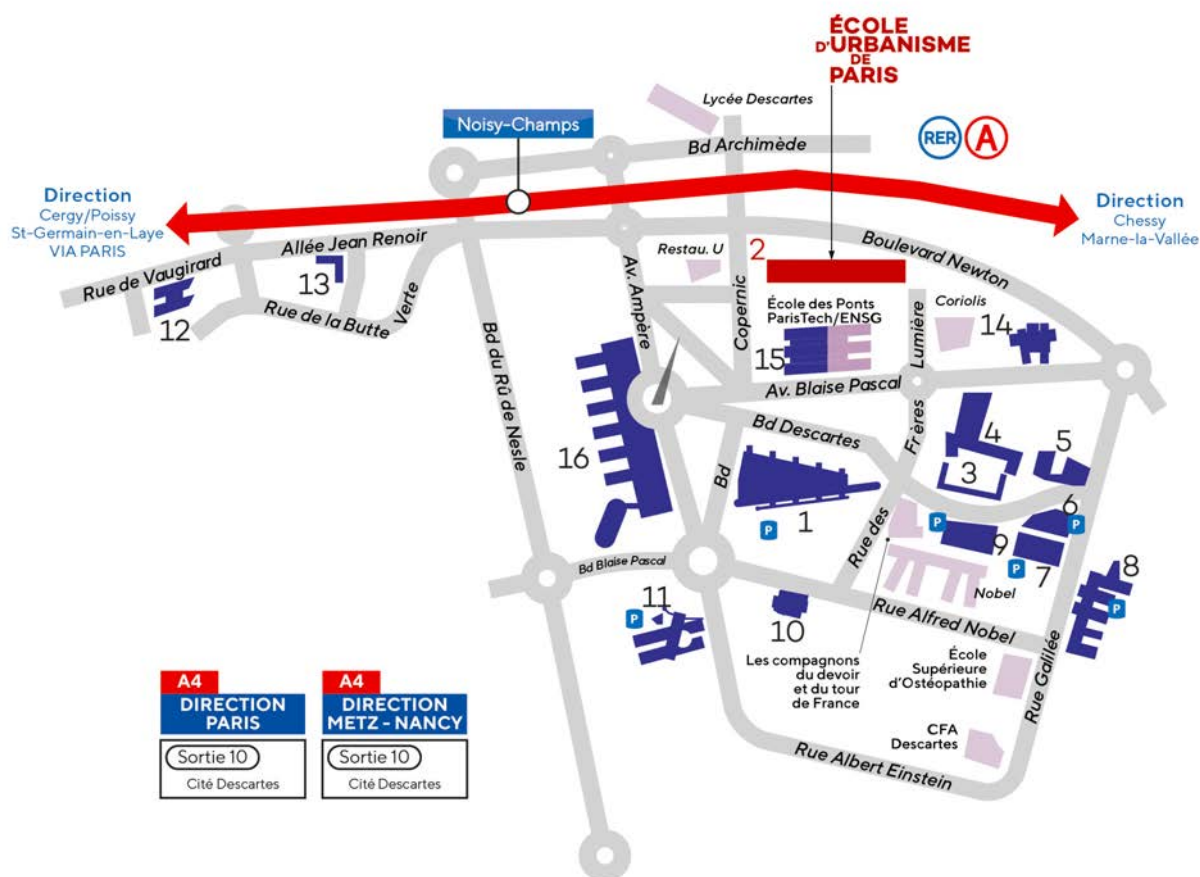 ÉCOLE
D'URBANISME
DE
PARIS
Lycée Descartes
Noisy-Champs
Bd Archimède
RER A
Direction
Cergy/Poissy
St-Germain-en-Laye
VIA PARIS
Direction
Chessy
Marne-la-Vallée
Allée Jean Renoir
Rue de Vaugirard
12
13
Rue de la Butte Verte
Bd du Rû de Nesle
Av. Ampère
Restau. U
2
Copernic
Boulevard Newton
École des Ponts
ParisTech/ENSG
15
Lumière
Coriolis
14
Av. Blaise Pascal
Bd Descartes
Frères
4
5
3
16
Bd
1
P
Rue des
P
9
6
P
7
P
8
P
Nobel
Bd Blaise Pascal
P
11
10
Rue Alfred Nobel
Les compagnons
du devoir
et du tour
de France
École
Supérieure
d'Ostéopathie
Rue Galilée
CFA
Descartes
Rue Albert Einstein
A4
DIRECTION
PARIS
Sortie 10
Cité Descartes
A4
DIRECTION
METZ - NANCY
Sortie 10
Cité Descartes